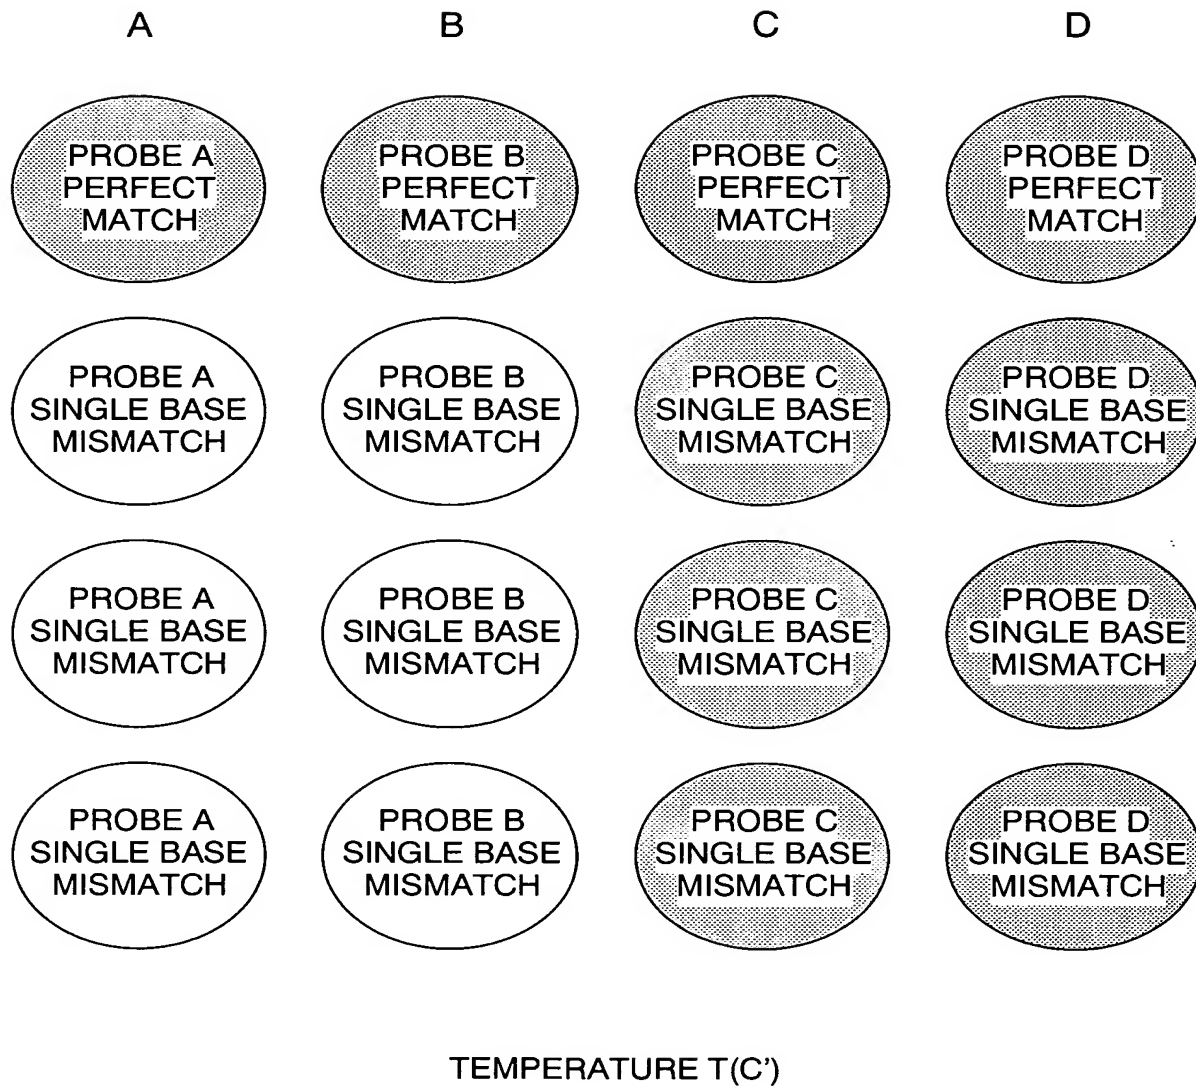 A B C D
PROBE A PERFECT MATCH
PROBE B PERFECT MATCH
PROBE C PERFECT MATCH
PROBE D PERFECT MATCH
PROBE A SINGLE BASE MISMATCH
PROBE B SINGLE BASE MISMATCH
PROBE C SINGLE BASE MISMATCH
PROBE D SINGLE BASE MISMATCH
PROBE A SINGLE BASE MISMATCH
PROBE B SINGLE BASE MISMATCH
PROBE C SINGLE BASE MISMATCH
PROBE D SINGLE BASE MISMATCH
PROBE A SINGLE BASE MISMATCH
PROBE B SINGLE BASE MISMATCH
PROBE C SINGLE BASE MISMATCH
PROBE D SINGLE BASE MISMATCH
TEMPERATURE T(C')